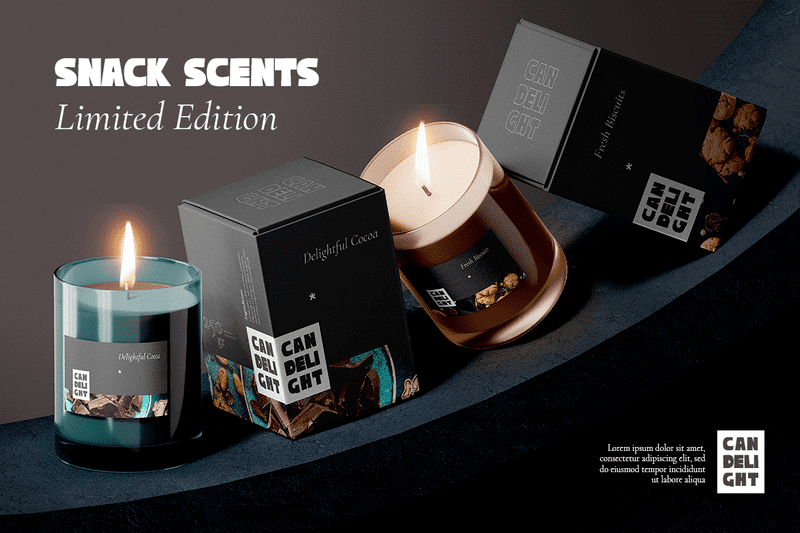 SNACK SCENTS
Limited Edition
CAN
DELI
GHT
Fresh Biscuits
*
CAN
DELI
GHT
Delightful Cocoa
*
CAN
DELI
GHT
CAN
DELI
GHT
Fresh Biscuits
Delightful Cocoa
*
CAN
DELI
GHT
Lorem ipsum dolor sit amet,
consectetur adipiscing elit, sed
do eiusmod tempor incididunt
ut labore aliqua
CAN
DELI
GHT